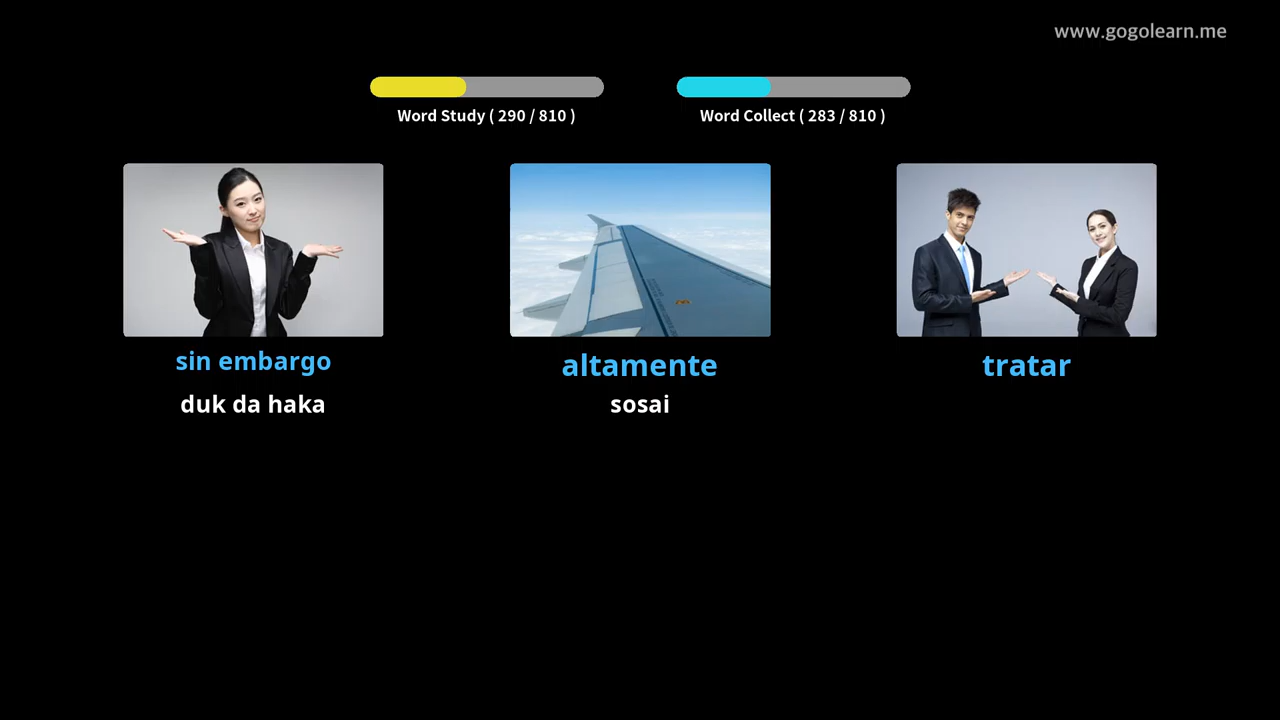 www.gogolearn.me
Word Study ( 290 / 810 )
Word Collect ( 283 / 810 )
sin embargo
duk da haka
altamente
sosai
tratar